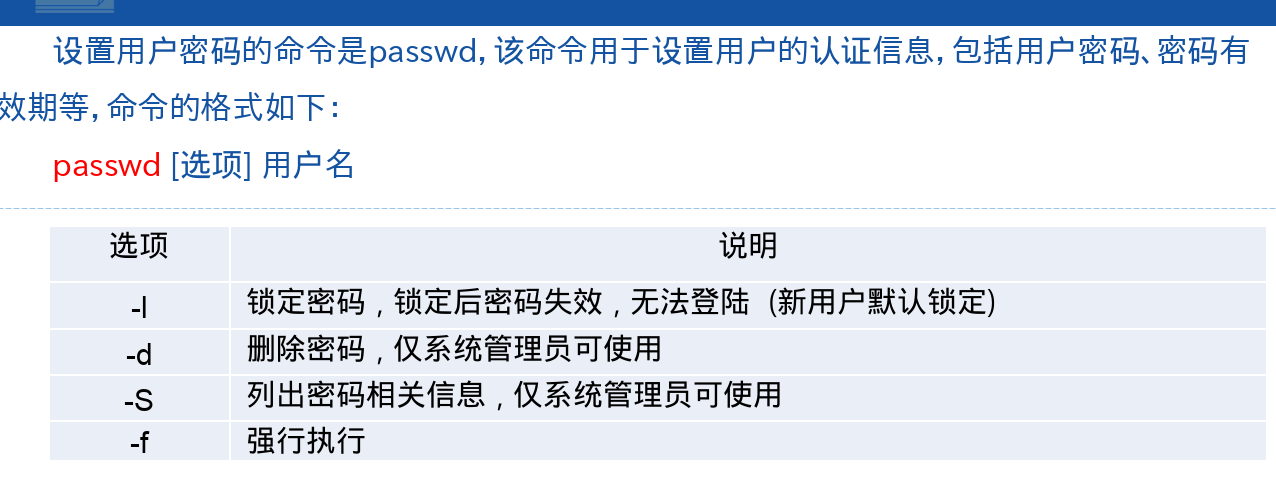 设置用户密码的命令是passwd，该命令用于设置用户的认证信息，包括用户密码、密码有
效期等，命令的格式如下：
passwd [选项] 用户名
选项 说明
-l 锁定密码，锁定后密码失效，无法登陆 (新用户默认锁定)
-d 删除密码，仅系统管理员可使用
-S 列出密码相关信息，仅系统管理员可使用
-f 强行执行